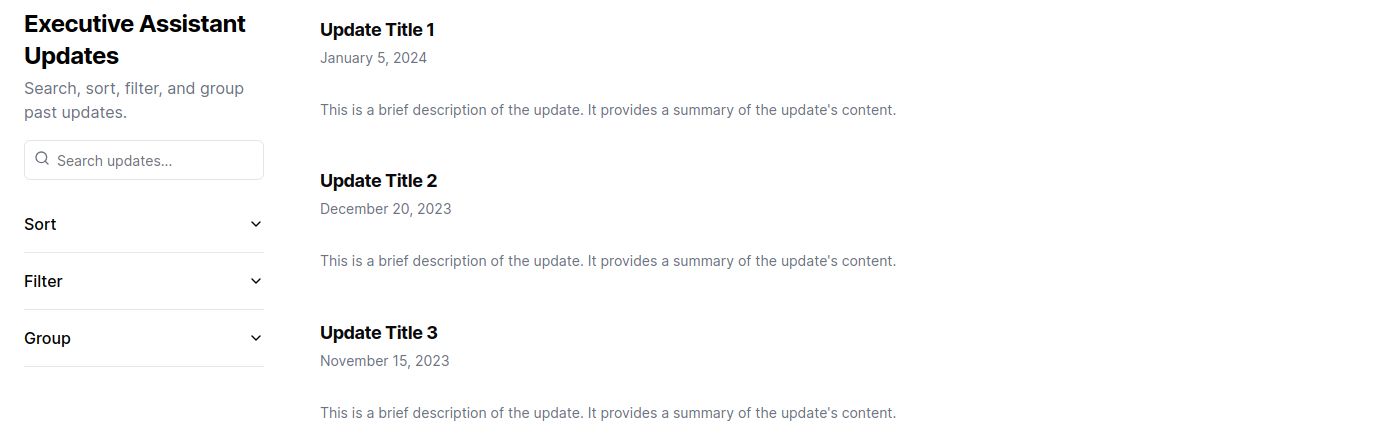 Executive Assistant
Updates
Search, sort, filter, and group
past updates.
Search updates...
Sort
Filter
Group
Update Title 1
January 5, 2024
This is a brief description of the update. It provides a summary of the update's content.
Update Title 2
December 20, 2023
This is a brief description of the update. It provides a summary of the update's content.
Update Title 3
November 15, 2023
This is a brief description of the update. It provides a summary of the update's content.